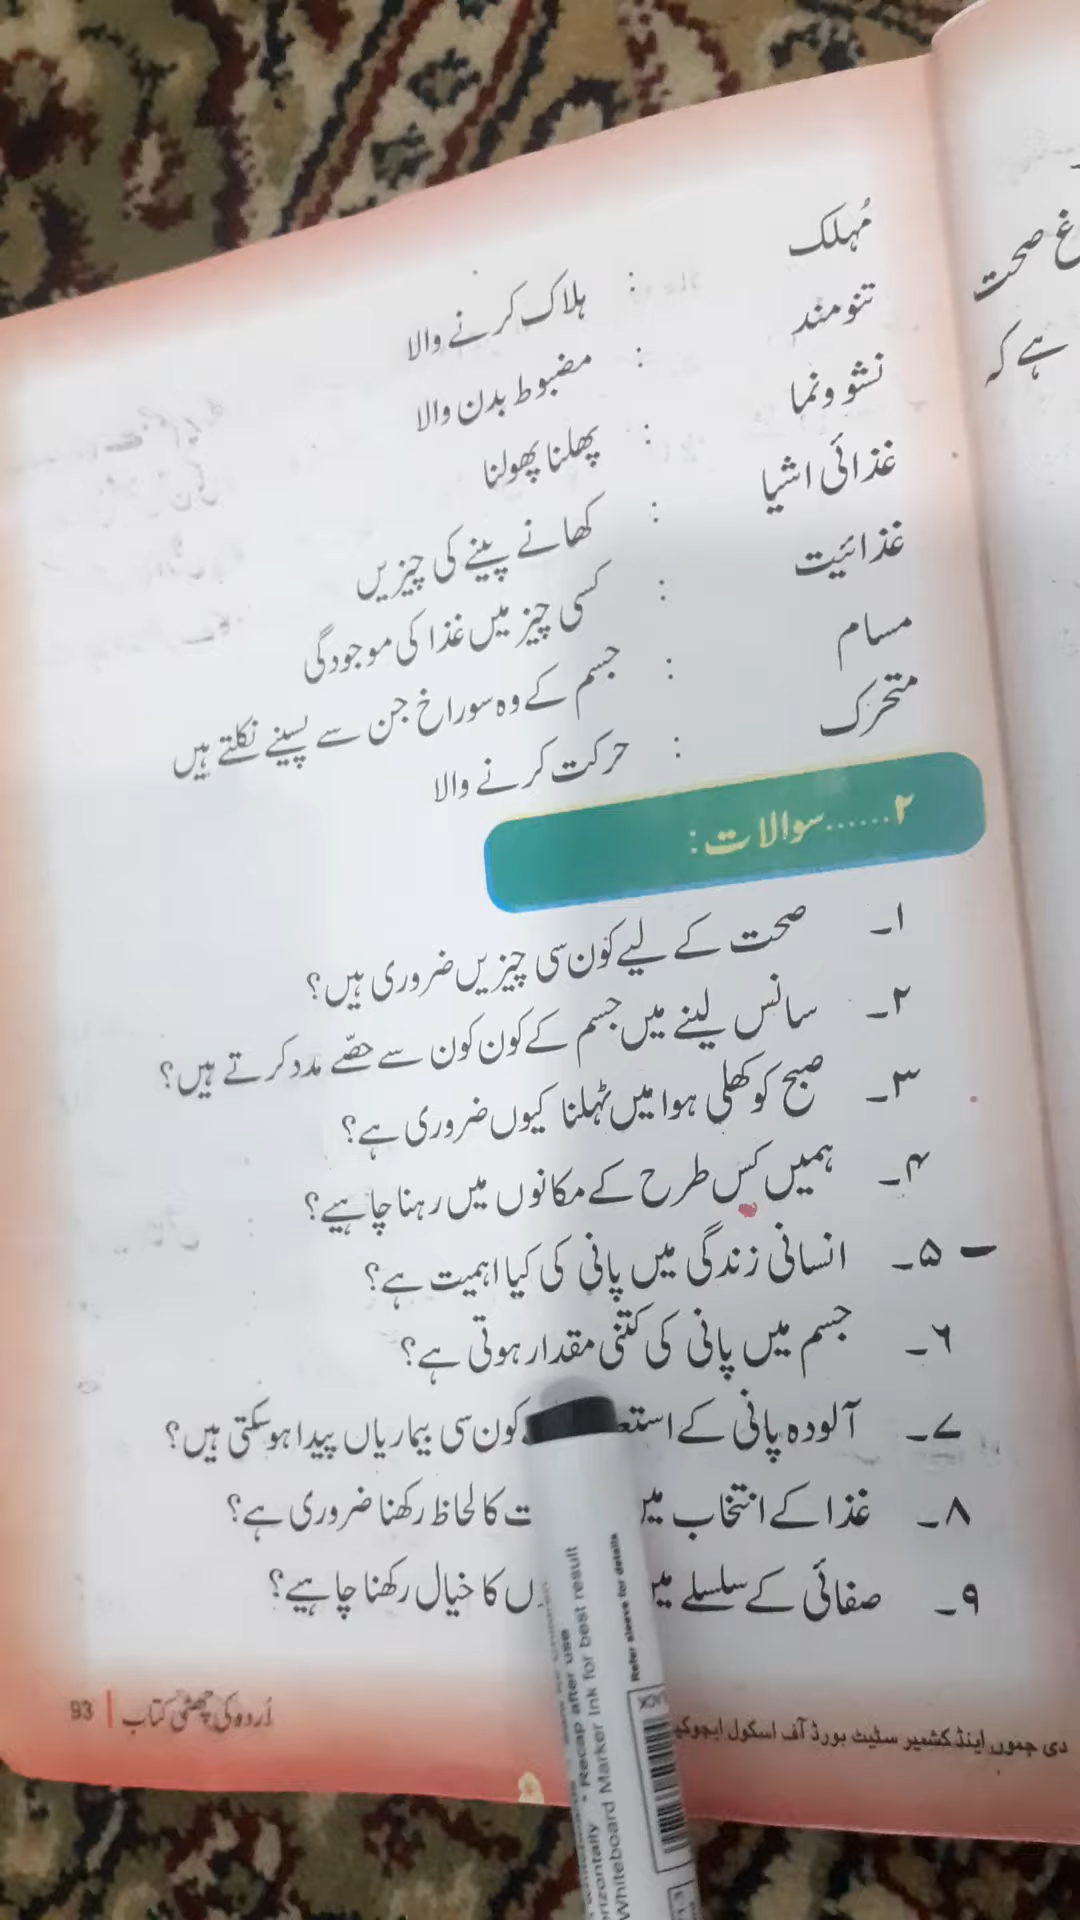 مُہلک : ہلاک کرنے والا
تنومند : مضبوط بدن والا
نشوونما : پھلنا پھولنا
غذائی اشیا : کھانے پینے کی چیزیں
غذائیت : کسی چیز میں غذا کی موجودگی
مسام : جسم کے وہ سوراخ جن سے پسینے نکلتے ہیں
متحرک : حرکت کرنے والا
۲......سوالات:
۱۔ صحت کے لیے کون سی چیزیں ضروری ہیں؟
۲۔ سانس لینے میں جسم کے کون کون سے حصّے مدد کرتے ہیں؟
۳۔ صبح کو کھلی ہوا میں ٹہلنا کیوں ضروری ہے؟
۴۔ ہمیں کس طرح کے مکانوں میں رہنا چاہیے؟
۵۔ انسانی زندگی میں پانی کی کیا اہمیت ہے؟
۶۔ جسم میں پانی کی کتنی مقدار ہوتی ہے؟
۷۔ آلودہ پانی کے کون سی بیماریاں پیدا ہوسکتی ہیں؟
۸۔ غذا کے انتخاب کا لحاظ رکھنا ضروری ہے؟
۹۔ صفائی کے سلسلے کا خیال رکھنا چاہیے؟
دی جموں اینڈ کشمیر سٹیٹ بورڈ آف اسکول
اُردو کی چھٹی کتاب | 93
غ صحت
ہے کہ
• Recap after use
Whiteboard Marker Ink for best result
Refer sleeve for details